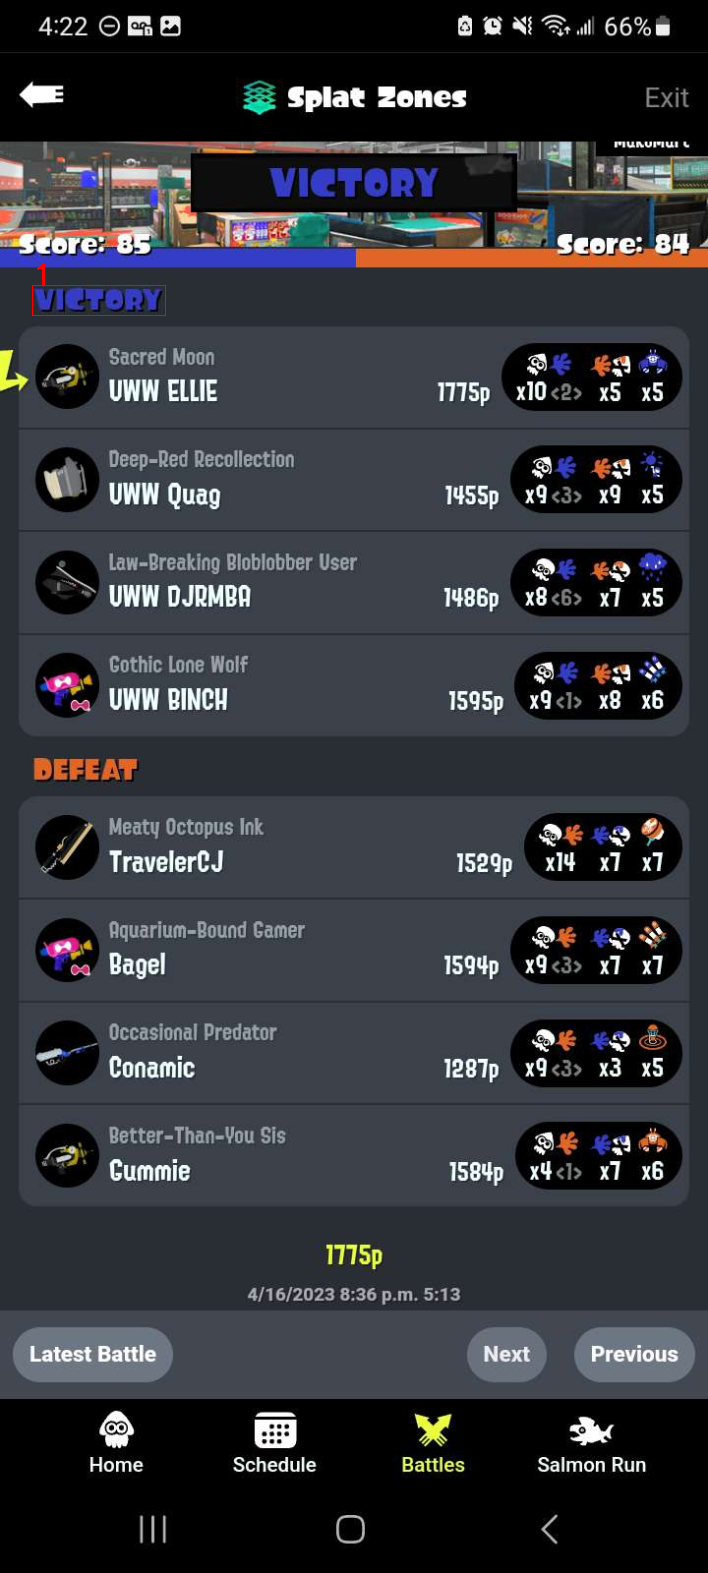 4:22 66%
Splat Zones Exit
MakoMart
VICTORY
Score: 85 Score: 84
1
VICTORY
Sacred Moon
UWW ELLIE 1775p x10 <2> x5 x5
Deep-Red Recollection
UWW Quag 1455p x9 <3> x9 x5
Law-Breaking Bloblobber User
UWW DJRMBA 1486p x8 <6> x7 x5
Gothic Lone Wolf
UWW BINCH 1595p x9 <1> x8 x6
DEFEAT
Meaty Octopus Ink
TravelerCJ 1529p x14 x7 x7
Aquarium-Bound Gamer
Bagel 1594p x9 <3> x7 x7
Occasional Predator
Conamic 1287p x9 <3> x3 x5
Better-Than-You Sis
Gummie 1584p x4 <1> x7 x6
1775p
4/16/2023 8:36 p.m. 5:13
Latest Battle Next Previous
Home Schedule Battles Salmon Run